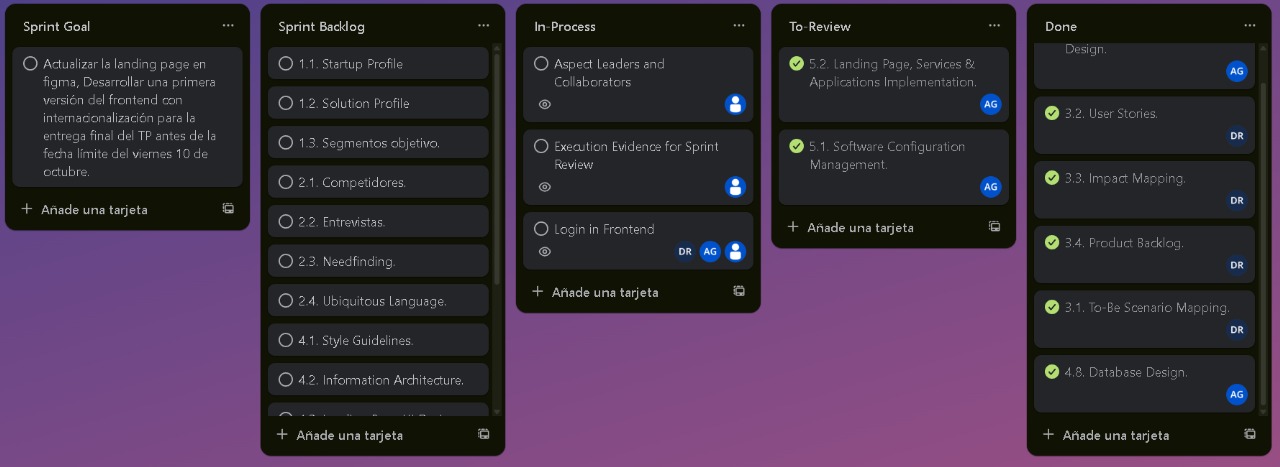 Sprint Goal
Actualizar la landing page en
figma, Desarrollar una primera
versión del frontend con
internacionalización para la
entrega final del TP antes de la
fecha límite del viernes 10 de
octubre.
Añade una tarjeta
Sprint Backlog
1.1. Startup Profile
1.2. Solution Profile
1.3. Segmentos objetivo.
2.1. Competidores.
2.2. Entrevistas.
2.3. Needfinding.
2.4. Ubiquitous Language.
4.1. Style Guidelines.
4.2. Information Architecture.
Añade una tarjeta
In-Process
Aspect Leaders and
Collaborators
Execution Evidence for Sprint
Review
Login in Frontend
DR AG
Añade una tarjeta
To-Review
5.2. Landing Page, Services &
Applications Implementation.
AG
5.1. Software Configuration
Management.
AG
Añade una tarjeta
Done
Design.
AG
3.2. User Stories.
DR
3.3. Impact Mapping.
DR
3.4. Product Backlog.
DR
3.1. To-Be Scenario Mapping.
DR
4.8. Database Design.
AG
Añade una tarjeta